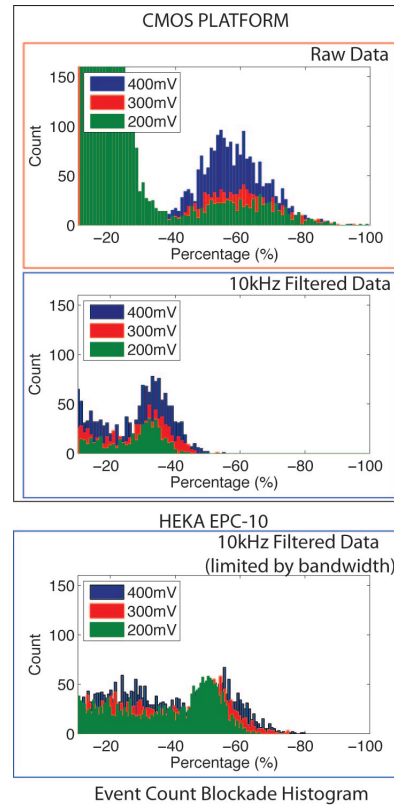 CMOS PLATFORM
Raw Data
150
100
50
0
Count
400mV
300mV
200mV
−20 −40 −60 −80 −100
Percentage (%)
10kHz Filtered Data
150
100
50
0
Count
400mV
300mV
200mV
−20 −40 −60 −80 −100
Percentage (%)
HEKA EPC-10
10kHz Filtered Data
(limited by bandwidth)
150
100
50
0
Count
400mV
300mV
200mV
−20 −40 −60 −80 −100
Percentage (%)
Event Count Blockade Histogram